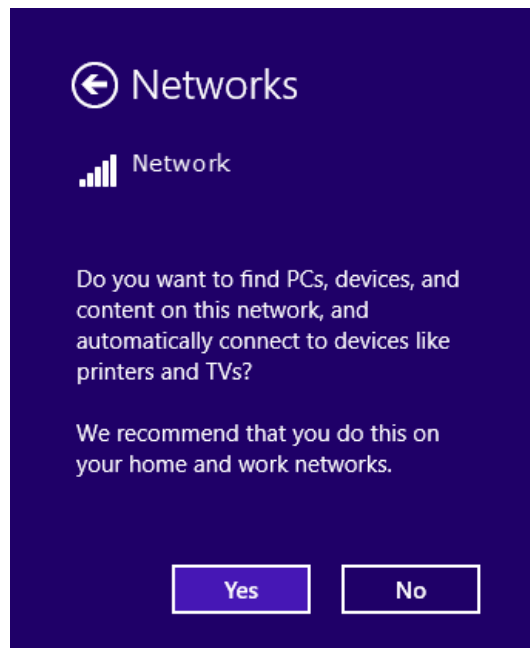 Networks
Network
Do you want to find PCs, devices, and
content on this network, and
automatically connect to devices like
printers and TVs?
We recommend that you do this on
your home and work networks.
Yes No